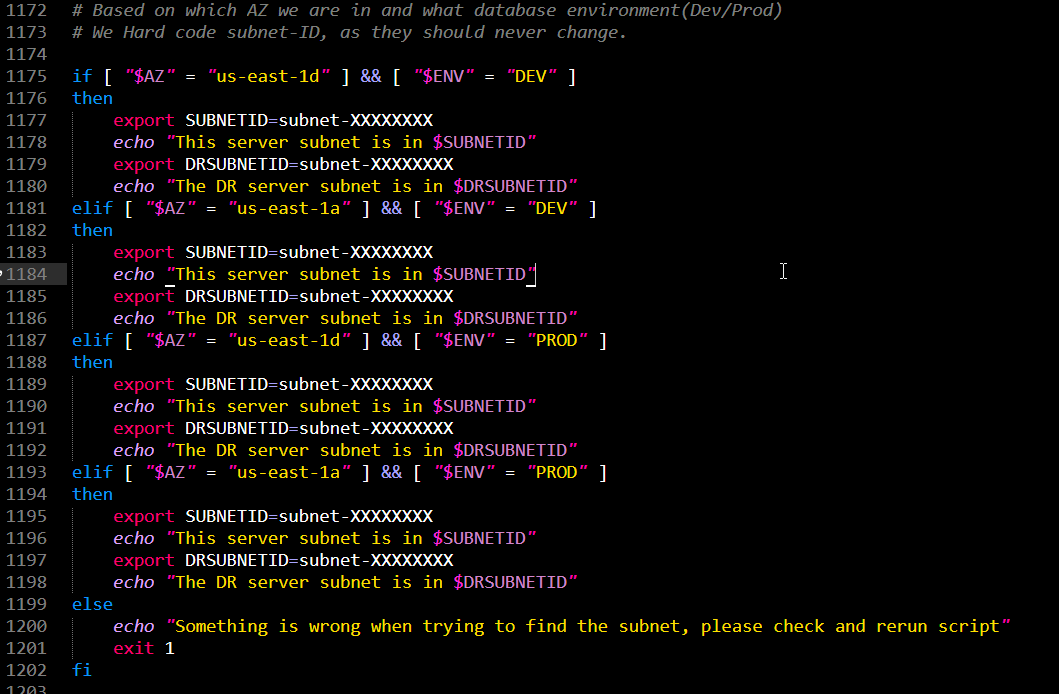 1172 # Based on which AZ we are in and what database environment(Dev/Prod)
1173 # We Hard code subnet-ID, as they should never change.
1174
1175 if [ "$AZ" = "us-east-1d" ] && [ "$ENV" = "DEV" ]
1176 then
1177     export SUBNETID=subnet-XXXXXXXX
1178     echo "This server subnet is in $SUBNETID"
1179     export DRSUBNETID=subnet-XXXXXXXX
1180     echo "The DR server subnet is in $DRSUBNETID"
1181 elif [ "$AZ" = "us-east-1a" ] && [ "$ENV" = "DEV" ]
1182 then
1183     export SUBNETID=subnet-XXXXXXXX
1184     echo "This server subnet is in $SUBNETID"
1185     export DRSUBNETID=subnet-XXXXXXXX
1186     echo "The DR server subnet is in $DRSUBNETID"
1187 elif [ "$AZ" = "us-east-1d" ] && [ "$ENV" = "PROD" ]
1188 then
1189     export SUBNETID=subnet-XXXXXXXX
1190     echo "This server subnet is in $SUBNETID"
1191     export DRSUBNETID=subnet-XXXXXXXX
1192     echo "The DR server subnet is in $DRSUBNETID"
1193 elif [ "$AZ" = "us-east-1a" ] && [ "$ENV" = "PROD" ]
1194 then
1195     export SUBNETID=subnet-XXXXXXXX
1196     echo "This server subnet is in $SUBNETID"
1197     export DRSUBNETID=subnet-XXXXXXXX
1198     echo "The DR server subnet is in $DRSUBNETID"
1199 else
1200     echo "Something is wrong when trying to find the subnet, please check and rerun script"
1201     exit 1
1202 fi
1203